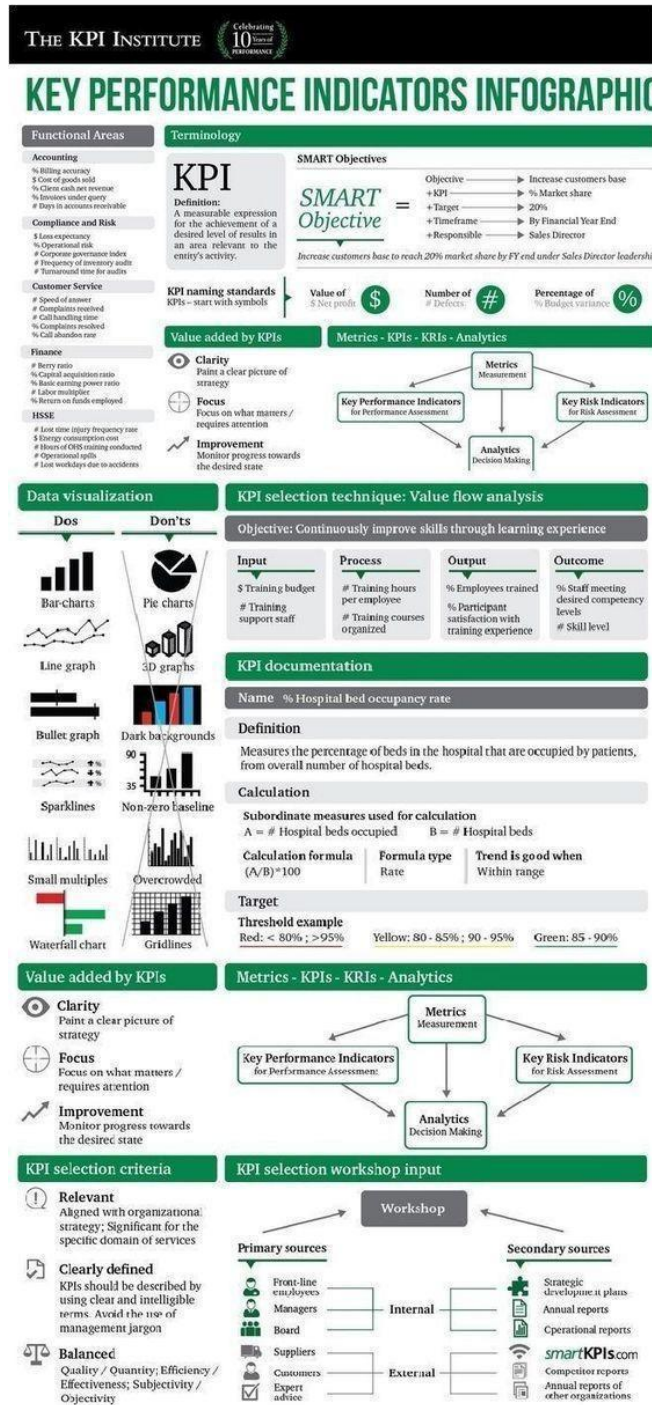 THE KPI INSTITUTE
Celebrating
10 Years of
PERFORMANCE
KEY PERFORMANCE INDICATORS INFOGRAPHIC
Functional Areas
Accounting
% Billing accuracy
$ Cost of goods sold
% Client cash net revenue
% Invoices under query
# Days in accounts receivable
Compliance and Risk
$ Loss expectancy
% Operational risk
# Corporate governance index
# Frequency of inventory audit
# Turnaround time for audits
Customer Service
# Speed of answer
# Complaints received
# Call handling time
% Complaints resolved
% Call abandon rate
Finance
# Berry ratio
% Capital acquisition ratio
% Basic earning power ratio
# Labor multiplier
% Return on funds employed
HSSE
# Lost time injury frequency rate
$ Energy consumption cost
# Hours of OHS training conducted
# Operational spills
# Lost workdays due to accidents
Terminology
KPI
Definition:
A measurable expression
for the achievement of a
desired level of results in
an area relevant to the
entity's activity.
SMART Objectives
SMART
Objective
=
Objective Increase customers base
+KPI % Market share
+Target 20%
+Timeframe By Financial Year End
+Responsible Sales Director
Increase customers base to reach 20% market share by FY end under Sales Director leadershi
KPI naming standards
KPIs - start with symbols
Value of
$ Net profit
$
Number of
# Defects
#
Percentage of
% Budget variance
%
Value added by KPIs
Clarity
Paint a clear picture of
strategy
Focus
Focus on what matters /
requires attention
Improvement
Monitor progress towards
the desired state
Metrics - KPIs - KRIs - Analytics
Metrics
Measurement
Key Performance Indicators
for Performance Assessment
Key Risk Indicators
for Risk Assessment
Analytics
Decision Making
Data visualization
Dos Don'ts
Bar-charts Pie charts
Line graph 3D graphs
Bullet graph Dark backgrounds
% 
%
%
90
35
Sparklines Non-zero baseline
Small multiples Overcrowded
Waterfall chart Gridlines
KPI selection technique: Value flow analysis
Objective: Continuously improve skills through learning experience
Input
$ Training budget
# Training
support staff
Process
# Training hours
per employee
# Training courses
organized
Output
% Employees trained
% Participant
satisfaction with
training experience
Outcome
% Staff meeting
desired competency
levels
# Skill level
KPI documentation
Name % Hospital bed occupancy rate
Definition
Measures the percentage of beds in the hospital that are occupied by patients,
from overall number of hospital beds.
Calculation
Subordinate measures used for calculation
A = # Hospital beds occupied B = # Hospital beds
Calculation formula
(A/B)*100
Formula type
Rate
Trend is good when
Within range
Target
Threshold example
Red: < 80% ; >95% Yellow: 80 - 85% ; 90 - 95% Green: 85 - 90%
Value added by KPIs
Clarity
Paint a clear picture of
strategy
Focus
Focus on what matters /
requires attention
Improvement
Monitor progress towards
the desired state
Metrics - KPIs - KRIs - Analytics
Metrics
Measurement
Key Performance Indicators
for Performance Assessment
Key Risk Indicators
for Risk Assessment
Analytics
Decision Making
KPI selection criteria
Relevant
Aligned with organizational
strategy; Significant for the
specific domain of services
Clearly defined
KPIs should be described by
using clear and intelligible
terms. Avoid the use of
management jargon
Balanced
Quality / Quantity; Efficiency /
Effectiveness; Subjectivity /
Objectivity
KPI selection workshop input
Workshop
Primary sources
Front-line
employees
Managers
Board
Suppliers
Customers
Expert
advice
Internal
External
Secondary sources
Strategic
development plans
Annual reports
Operational reports
smartKPIs.com
Competitor reports
Annual reports of
other organizations